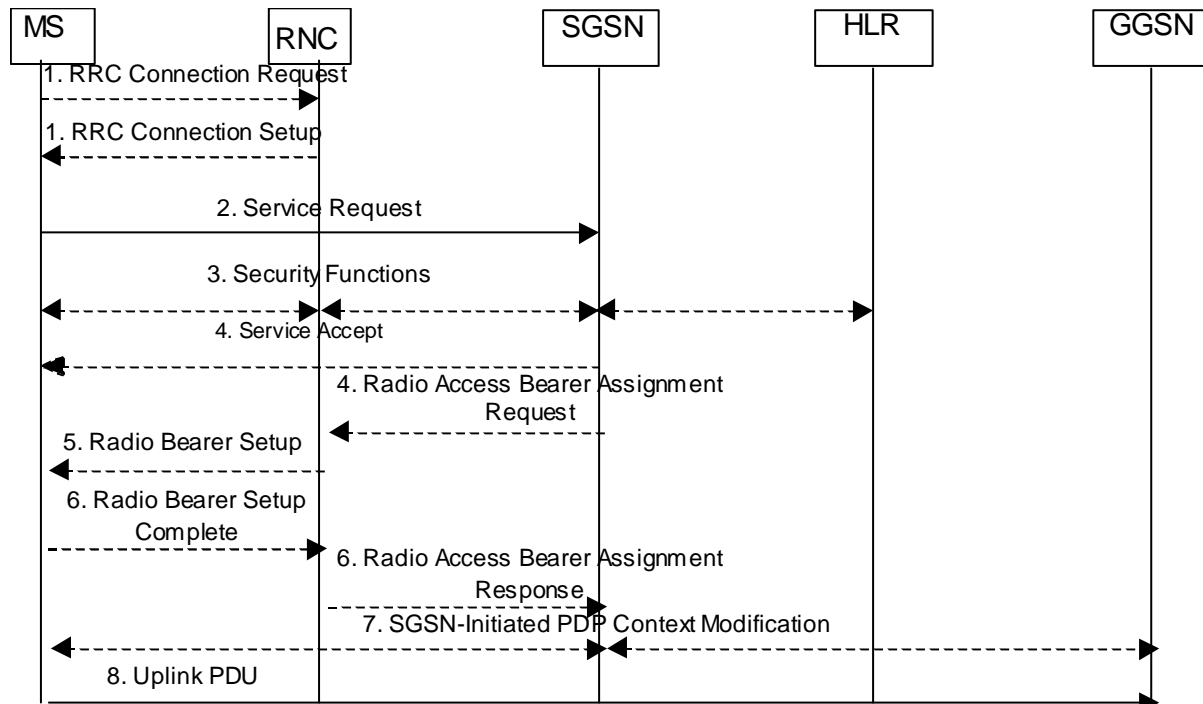 MS
RNC
SGSN
HLR
GGSN
1. RRC Connection Request
1. RRC Connection Setup
2. Service Request
3. Security Functions
4. Service Accept
4. Radio Access Bearer Assignment
Request
5. Radio Bearer Setup
6. Radio Bearer Setup
Complete
6. Radio Access Bearer Assignment
Response
7. SGSN-Initiated PDP Context Modification
8. Uplink PDU